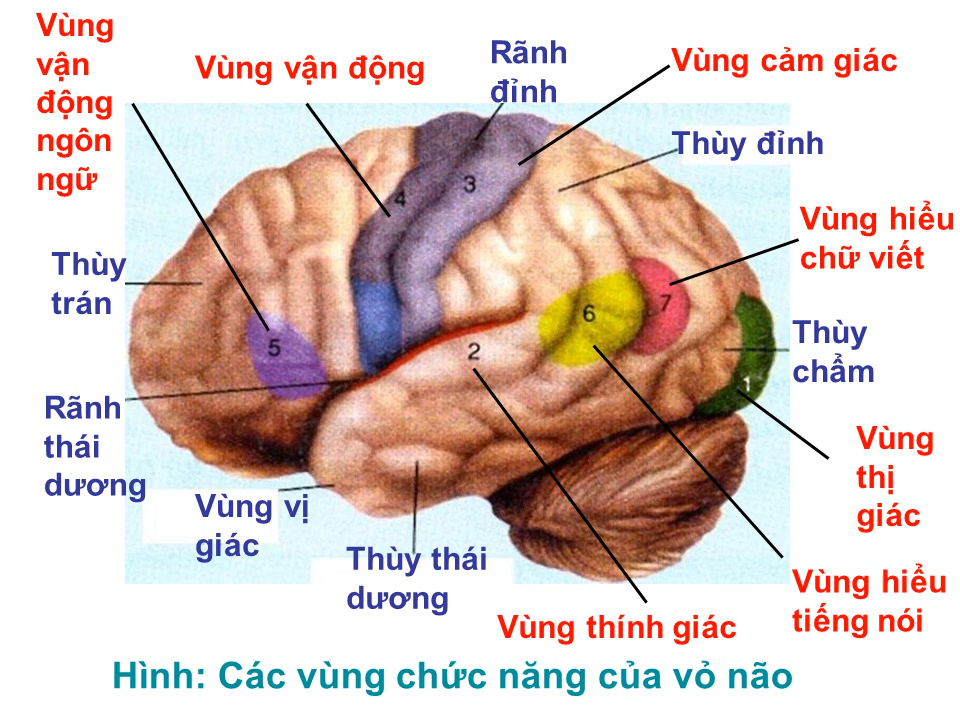 Vùng
vận
động
ngôn
ngữ
Vùng vận động
Rãnh
đỉnh
Vùng cảm giác
Thùy đỉnh
Vùng hiểu
chữ viết
Thùy
trán
Thùy
chẩm
Rãnh
thái
dương
Vùng
thị
giác
Vùng vị
giác
Thùy thái
dương
Vùng thính giác
Vùng hiểu
tiếng nói
4
3
5
2
6
7
1
Hình: Các vùng chức năng của vỏ não